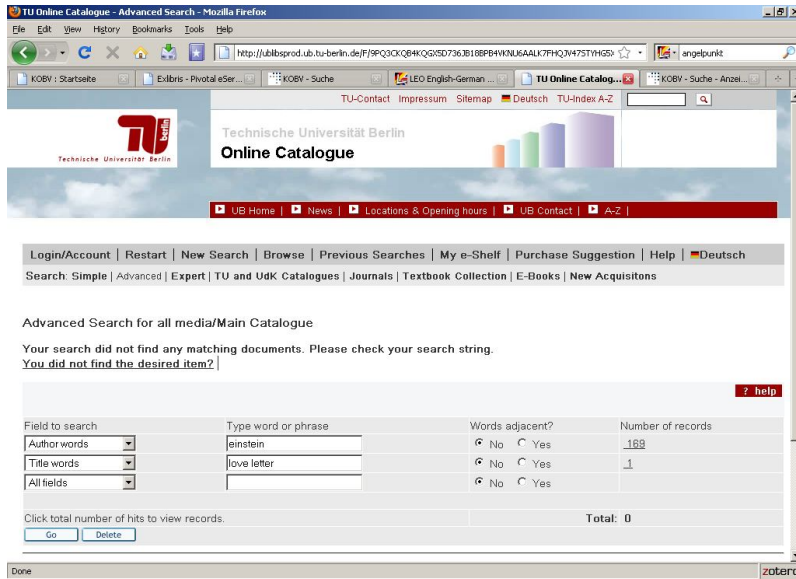 TU Online Catalogue - Advanced Search - Mozilla Firefox
File Edit View History Bookmarks Tools Help
angelpunkt
KOBV : Startseite Exlibris - Pivotal eSer... KOBV - Suche LEO English-German ... TU Online Catalog... KOBV - Suche - Anzei...
TU-Contact Impressum Sitemap Deutsch TU-Index A-Z
berlin
Technische Universität Berlin
Technische Universität Berlin
Online Catalogue
UB Home | News | Locations & Opening hours | UB Contact | A-Z |
Login/Account | Restart | New Search | Browse | Previous Searches | My e-Shelf | Purchase Suggestion | Help | Deutsch
Search: Simple | Advanced | Expert | TU and UdK Catalogues | Journals | Textbook Collection | E-Books | New Acquisitons
Advanced Search for all media/Main Catalogue
Your search did not find any matching documents. Please check your search string.
You did not find the desired item? |
? help
Field to search Type word or phrase Words adjacent? Number of records
Author words einstein No Yes 169
Title words love letter No Yes 1
All fields No Yes
Click total number of hits to view records. Total: 0
Go Delete
Done zotero